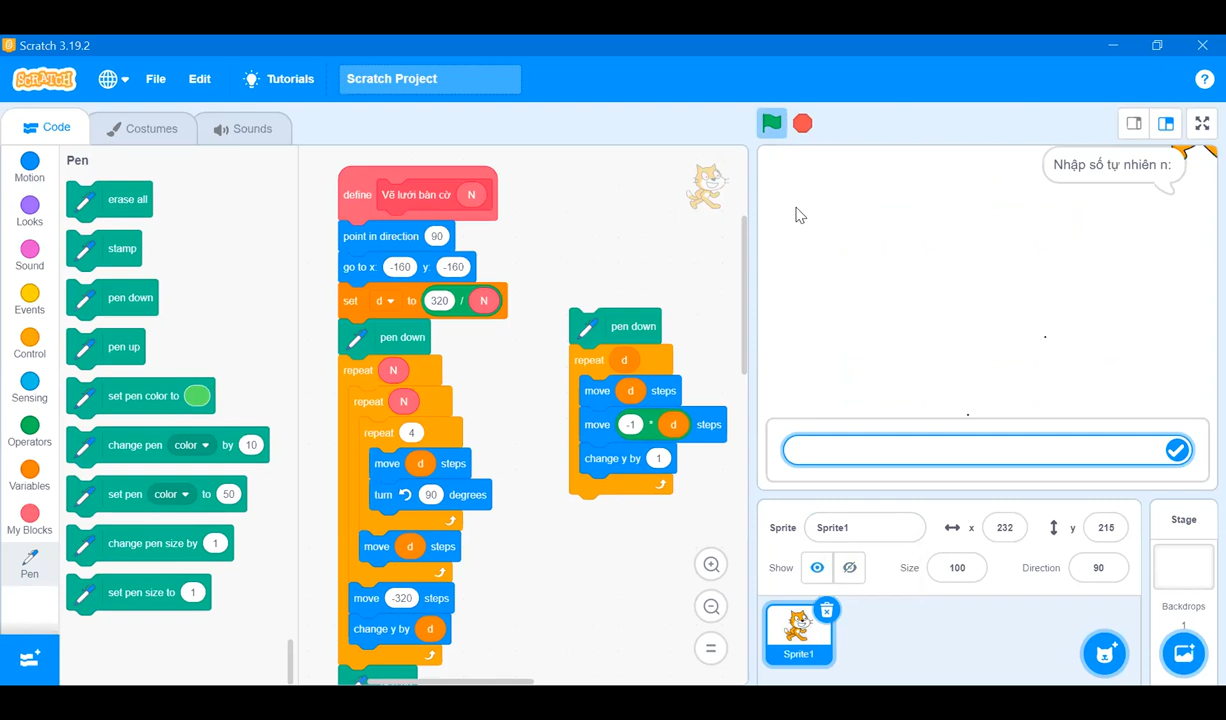 Scratch 3.19.2
SCRATCH
File
Edit
Tutorials
Scratch Project
?
Code
Costumes
Sounds
Motion
Looks
Sound
Events
Control
Sensing
Operators
Variables
My Blocks
Pen
Pen
erase all
stamp
pen down
pen up
set pen color to
change pen color by 10
set pen color to 50
change pen size by 1
set pen size to 1
define Vẽ lưới bàn cờ N
point in direction 90
go to x: -160 y: -160
set d to 320 / N
pen down
repeat N
repeat N
repeat 4
move d steps
turn 90 degrees
move d steps
move -320 steps
change y by d
pen down
repeat d
move d steps
move -1 * d steps
change y by 1
Nhập số tự nhiên n:
Sprite Sprite1 x 232 y 215
Show Size 100 Direction 90
Sprite1
Stage
Backdrops
1